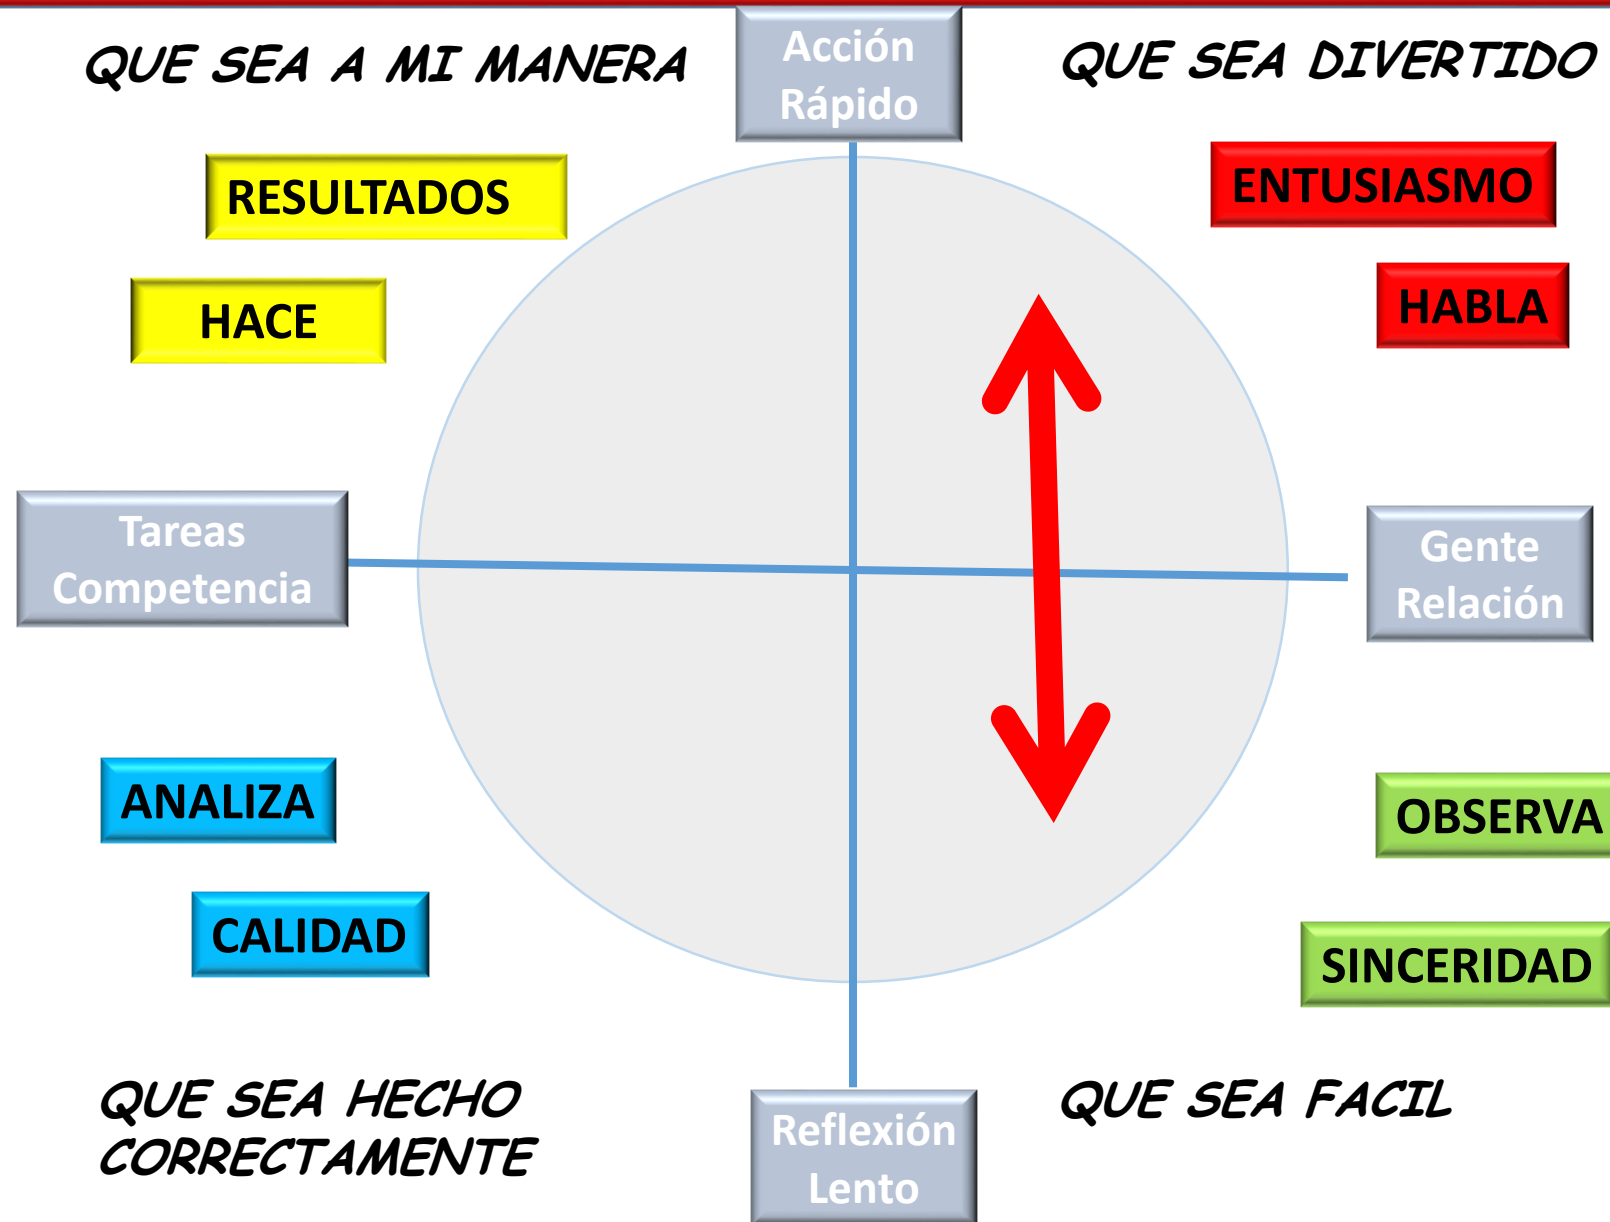 QUE SEA A MI MANERA
Acción
Rápido
QUE SEA DIVERTIDO
RESULTADOS
ENTUSIASMO
HACE
HABLA
Tareas
Competencia
Gente
Relación
ANALIZA
OBSERVA
CALIDAD
SINCERIDAD
QUE SEA HECHO
CORRECTAMENTE
Reflexión
Lento
QUE SEA FACIL